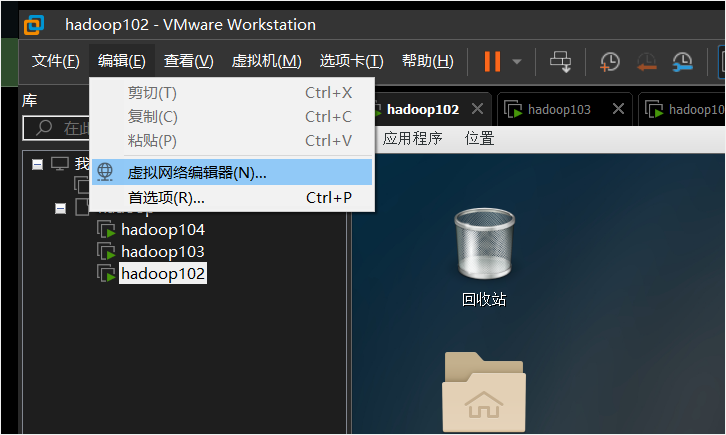 hadoop102 - VMware Workstation
文件(F) 编辑(E) 查看(V) 虚拟机(M) 选项卡(T) 帮助(H)
库
剪切(T) Ctrl+X
复制(C) Ctrl+C
粘贴(P) Ctrl+V
虚拟网络编辑器(N)...
首选项(R)... Ctrl+P
hadoop102 hadoop103 hadoop10
应用程序 位置
在此
我
hadoop
hadoop104
hadoop103
hadoop102
回收站